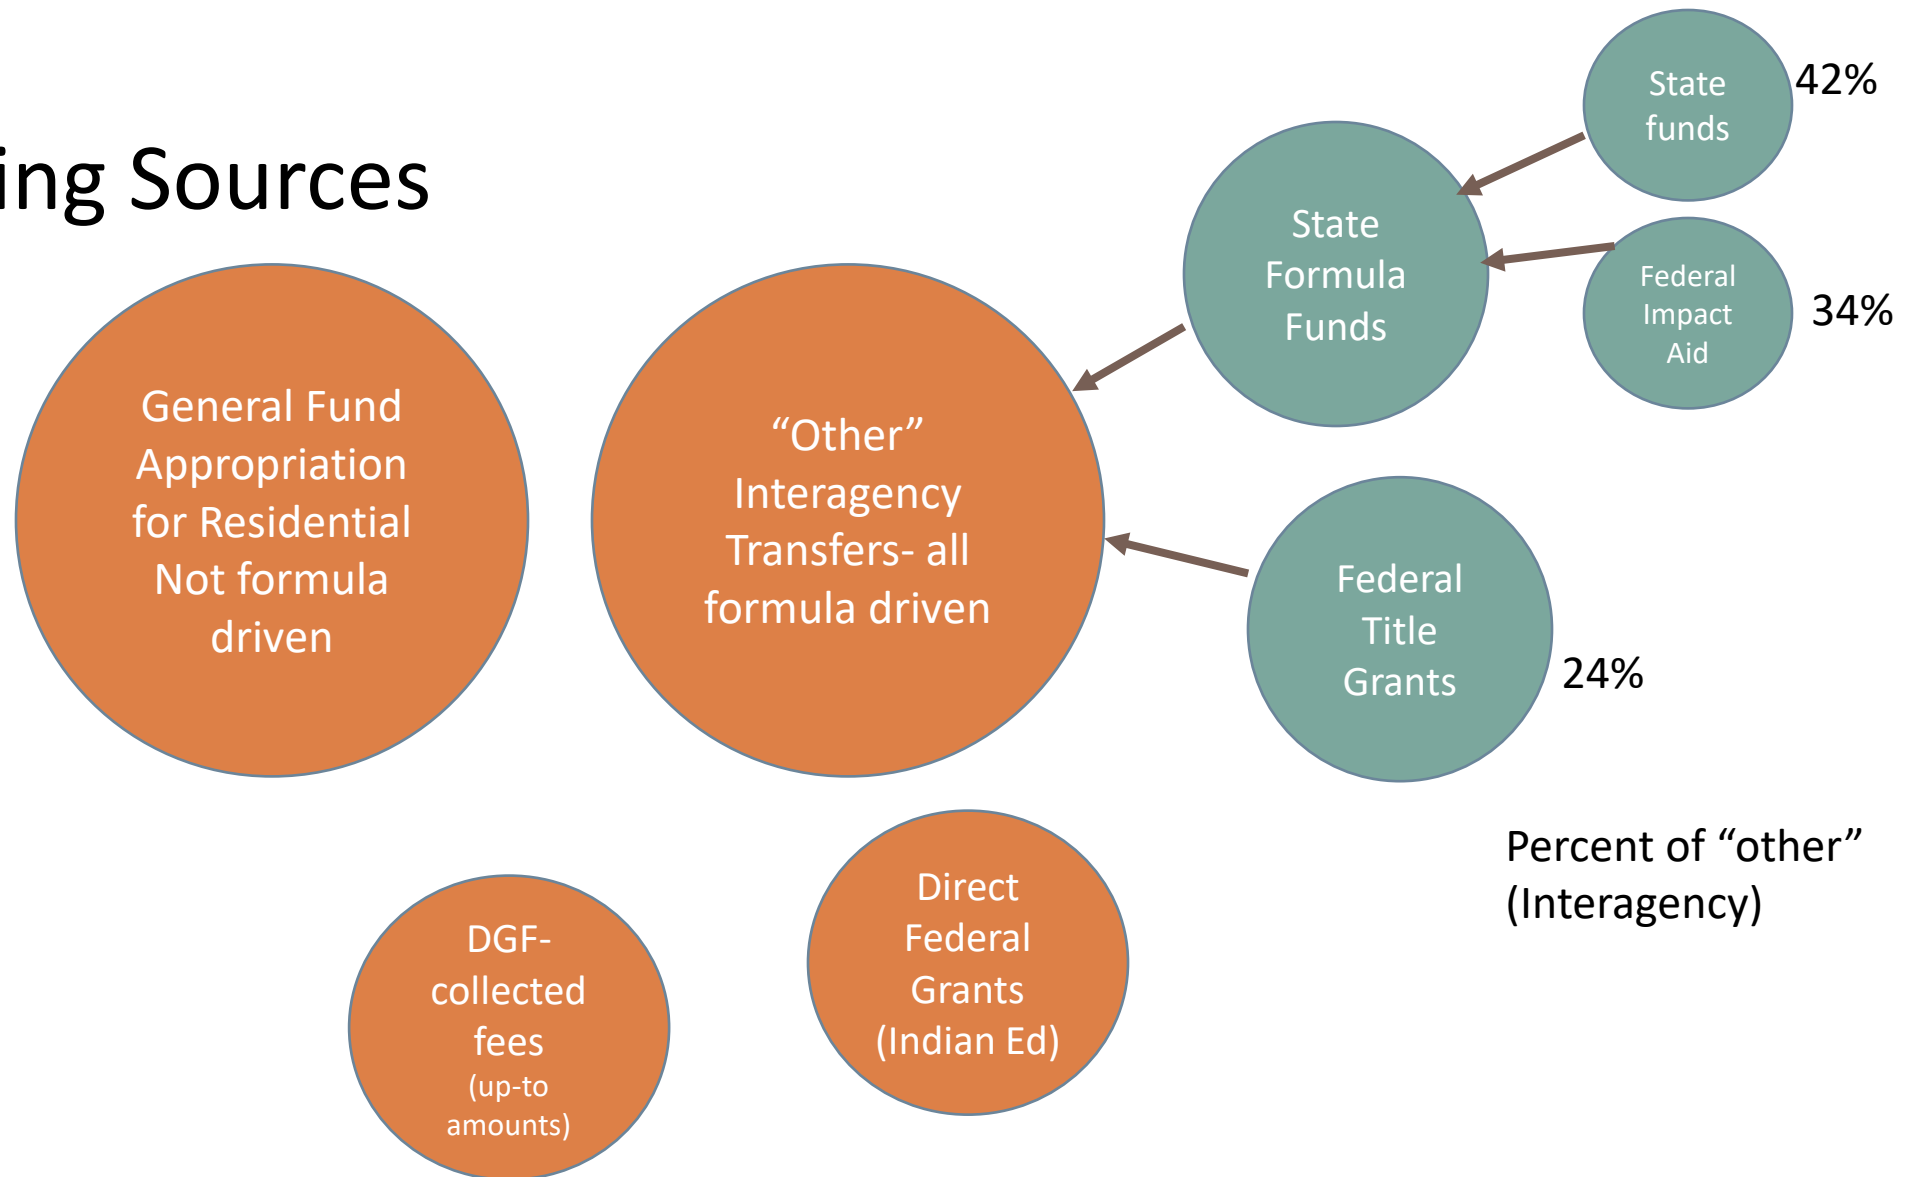 ing Sources
General Fund
Appropriation
for Residential
Not formula
driven
“Other”
Interagency
Transfers- all
formula driven
State
Formula
Funds
State
funds
42%
Federal
Impact
Aid
34%
Federal
Title
Grants
24%
Percent of “other”
(Interagency)
DGF-
collected
fees
(up-to
amounts)
Direct
Federal
Grants
(Indian Ed)